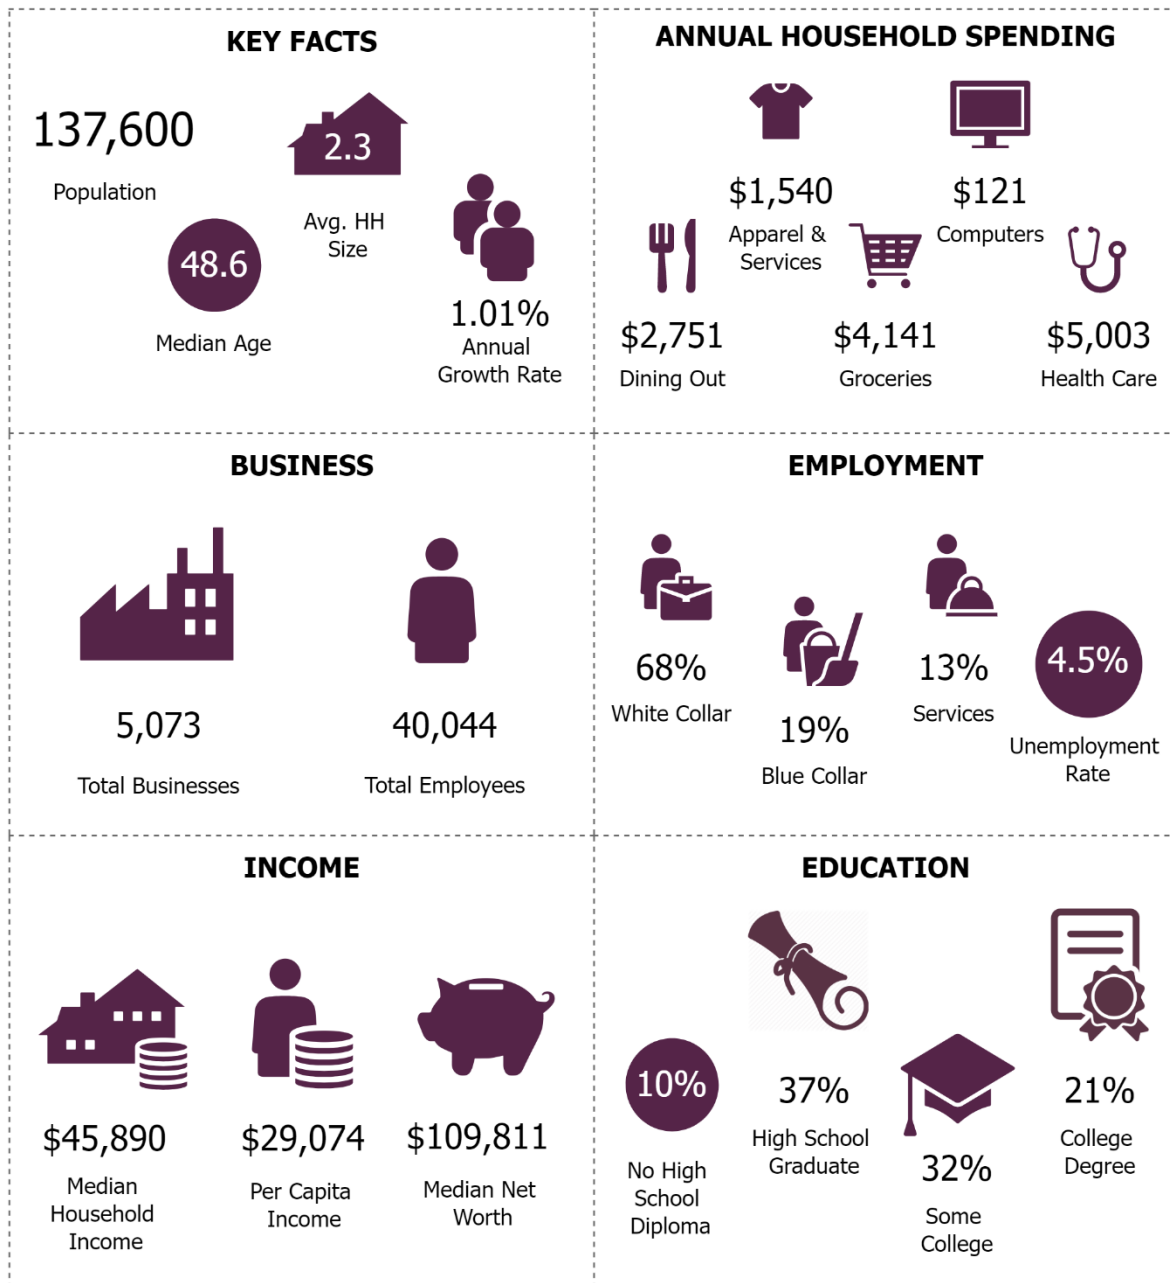 KEY FACTS
137,600
Population
2.3
Avg. HH
Size
48.6
Median Age
1.01%
Annual
Growth Rate
ANNUAL HOUSEHOLD SPENDING
$1,540
Apparel &
Services
$121
Computers
$2,751
Dining Out
$4,141
Groceries
$5,003
Health Care
BUSINESS
5,073
Total Businesses
40,044
Total Employees
EMPLOYMENT
68%
White Collar
19%
Blue Collar
13%
Services
4.5%
Unemployment
Rate
INCOME
$45,890
Median
Household
Income
$29,074
Per Capita
Income
$109,811
Median Net
Worth
EDUCATION
10%
No High
School
Diploma
37%
High School
Graduate
32%
Some
College
21%
College
Degree